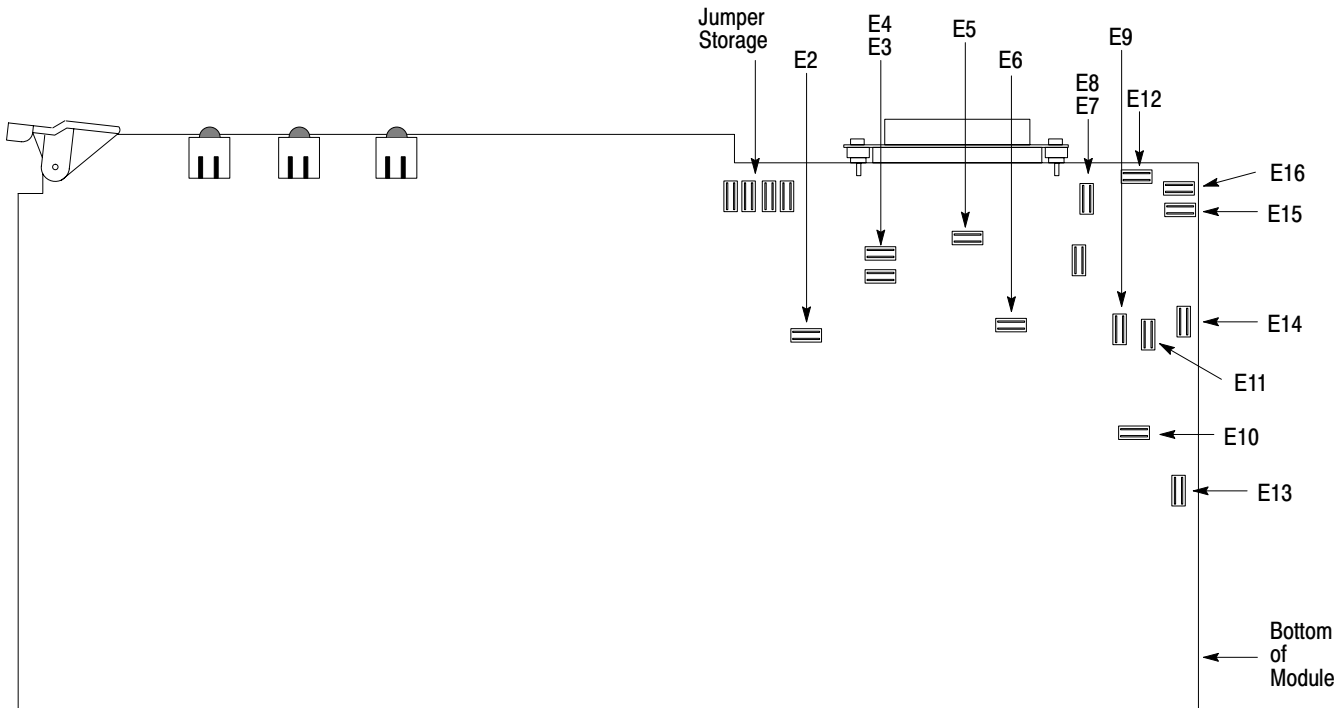 Jumper
Storage
E2
E4
E3
E5
E6
E8
E7
E9
E12
E16
E15
E14
E11
E10
E13
Bottom
of
Module